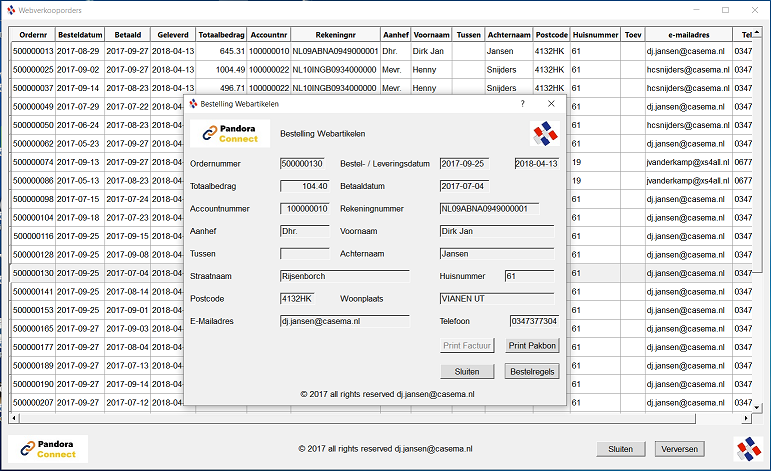 Webverkooporders
Ordernr Besteldatum Betaald Geleverd Totaalbedrag Accountnr Rekeningnr Aanhef Voornaam Tussen Achternaam Postcode Huisnummer Toev e-mailadres Tel.
500000013 2017-08-29 2017-09-27 2018-04-13 645.31 100000010 NL09ABNA0949000001 Dhr. Dirk Jan Jansen 4132HK 61 dj.jansen@casema.nl 0347
500000025 2017-09-02 2017-09-27 2018-04-13 1004.49 100000022 NL10INGB0934000000 Mevr. Henny Snijders 4132HK 61 hcsnijders@casema.nl 0347
500000037 2017-09-14 2017-08-23 2018-04-13 496.71 100000022 NL10INGB0934000000 Mevr. Henny Snijders 4132HK 61 hcsnijders@casema.nl 0347
500000049 2017-07-29 2017-07-22 2018-04- 61 dj.jansen@casema.nl 0347
500000050 2017-06-24 2017-08-23 2018-04- 61 hcsnijders@casema.nl 0347
500000062 2017-05-23 2017-09-27 2018-04- 61 dj.jansen@casema.nl 0347
500000074 2017-09-13 2017-09-27 2018-04- 19 jvanderkamp@xs4all.nl 0677
500000086 2017-05-13 2017-08-23 2018-04- 19 jvanderkamp@xs4all.nl 0677
500000098 2017-07-15 2017-07-24 2018-04- 61 dj.jansen@casema.nl 0347
500000104 2017-09-18 2017-07-23 2018-04- 61 dj.jansen@casema.nl 0347
500000116 2017-09-25 2017-09-15 2018-04- 61 dj.jansen@casema.nl 0347
500000128 2017-09-25 2017-09-08 2018-04- 61 dj.jansen@casema.nl 0347
500000130 2017-09-25 2017-07-04 2018-04- 61 dj.jansen@casema.nl 0347
500000141 2017-09-25 2017-08-14 2018-04- 61 dj.jansen@casema.nl 0347
500000153 2017-09-25 2017-09-01 2018-04- 61 dj.jansen@casema.nl 0347
500000165 2017-09-27 2017-09-03 2018-04- 61 dj.jansen@casema.nl 0347
500000177 2017-09-27 2017-08-04 2018-04- 61 dj.jansen@casema.nl 0347
500000189 2017-09-27 2017-07-13 2018-04- 61 dj.jansen@casema.nl 0347
500000190 2017-09-27 2017-09-14 2018-04- 61 dj.jansen@casema.nl 0347
500000207 2017-09-27 2017-07-12 2018-04- 61 dj.jansen@casema.nl 0347
Bestelling Webartikelen ?
Pandora
Connect
Bestelling Webartikelen
Ordernummer 500000130 Bestel- / Leveringsdatum 2017-09-25 2018-04-13
Totaalbedrag 104.40 Betaaldatum 2017-07-04
Accountnummer 100000010 Rekeningnummer NL09ABNA0949000001
Aanhef Dhr. Voornaam Dirk Jan
Tussen Achternaam Jansen
Straatnaam Rijsenborch Huisnummer 61
Postcode 4132HK Woonplaats VIANEN UT
E-Mailadres dj.jansen@casema.nl Telefoon 0347377304
Print Factuur Print Pakbon
Sluiten Bestelregels
© 2017 all rights reserved dj.jansen@casema.nl
Pandora
Connect
© 2017 all rights reserved dj.jansen@casema.nl
Sluiten Verversen